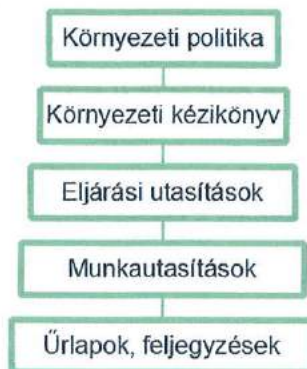 Környezeti politika
Környezeti kézikönyv
Eljárási utasítások
Munkautasítások
Űrlapok, feljegyzések